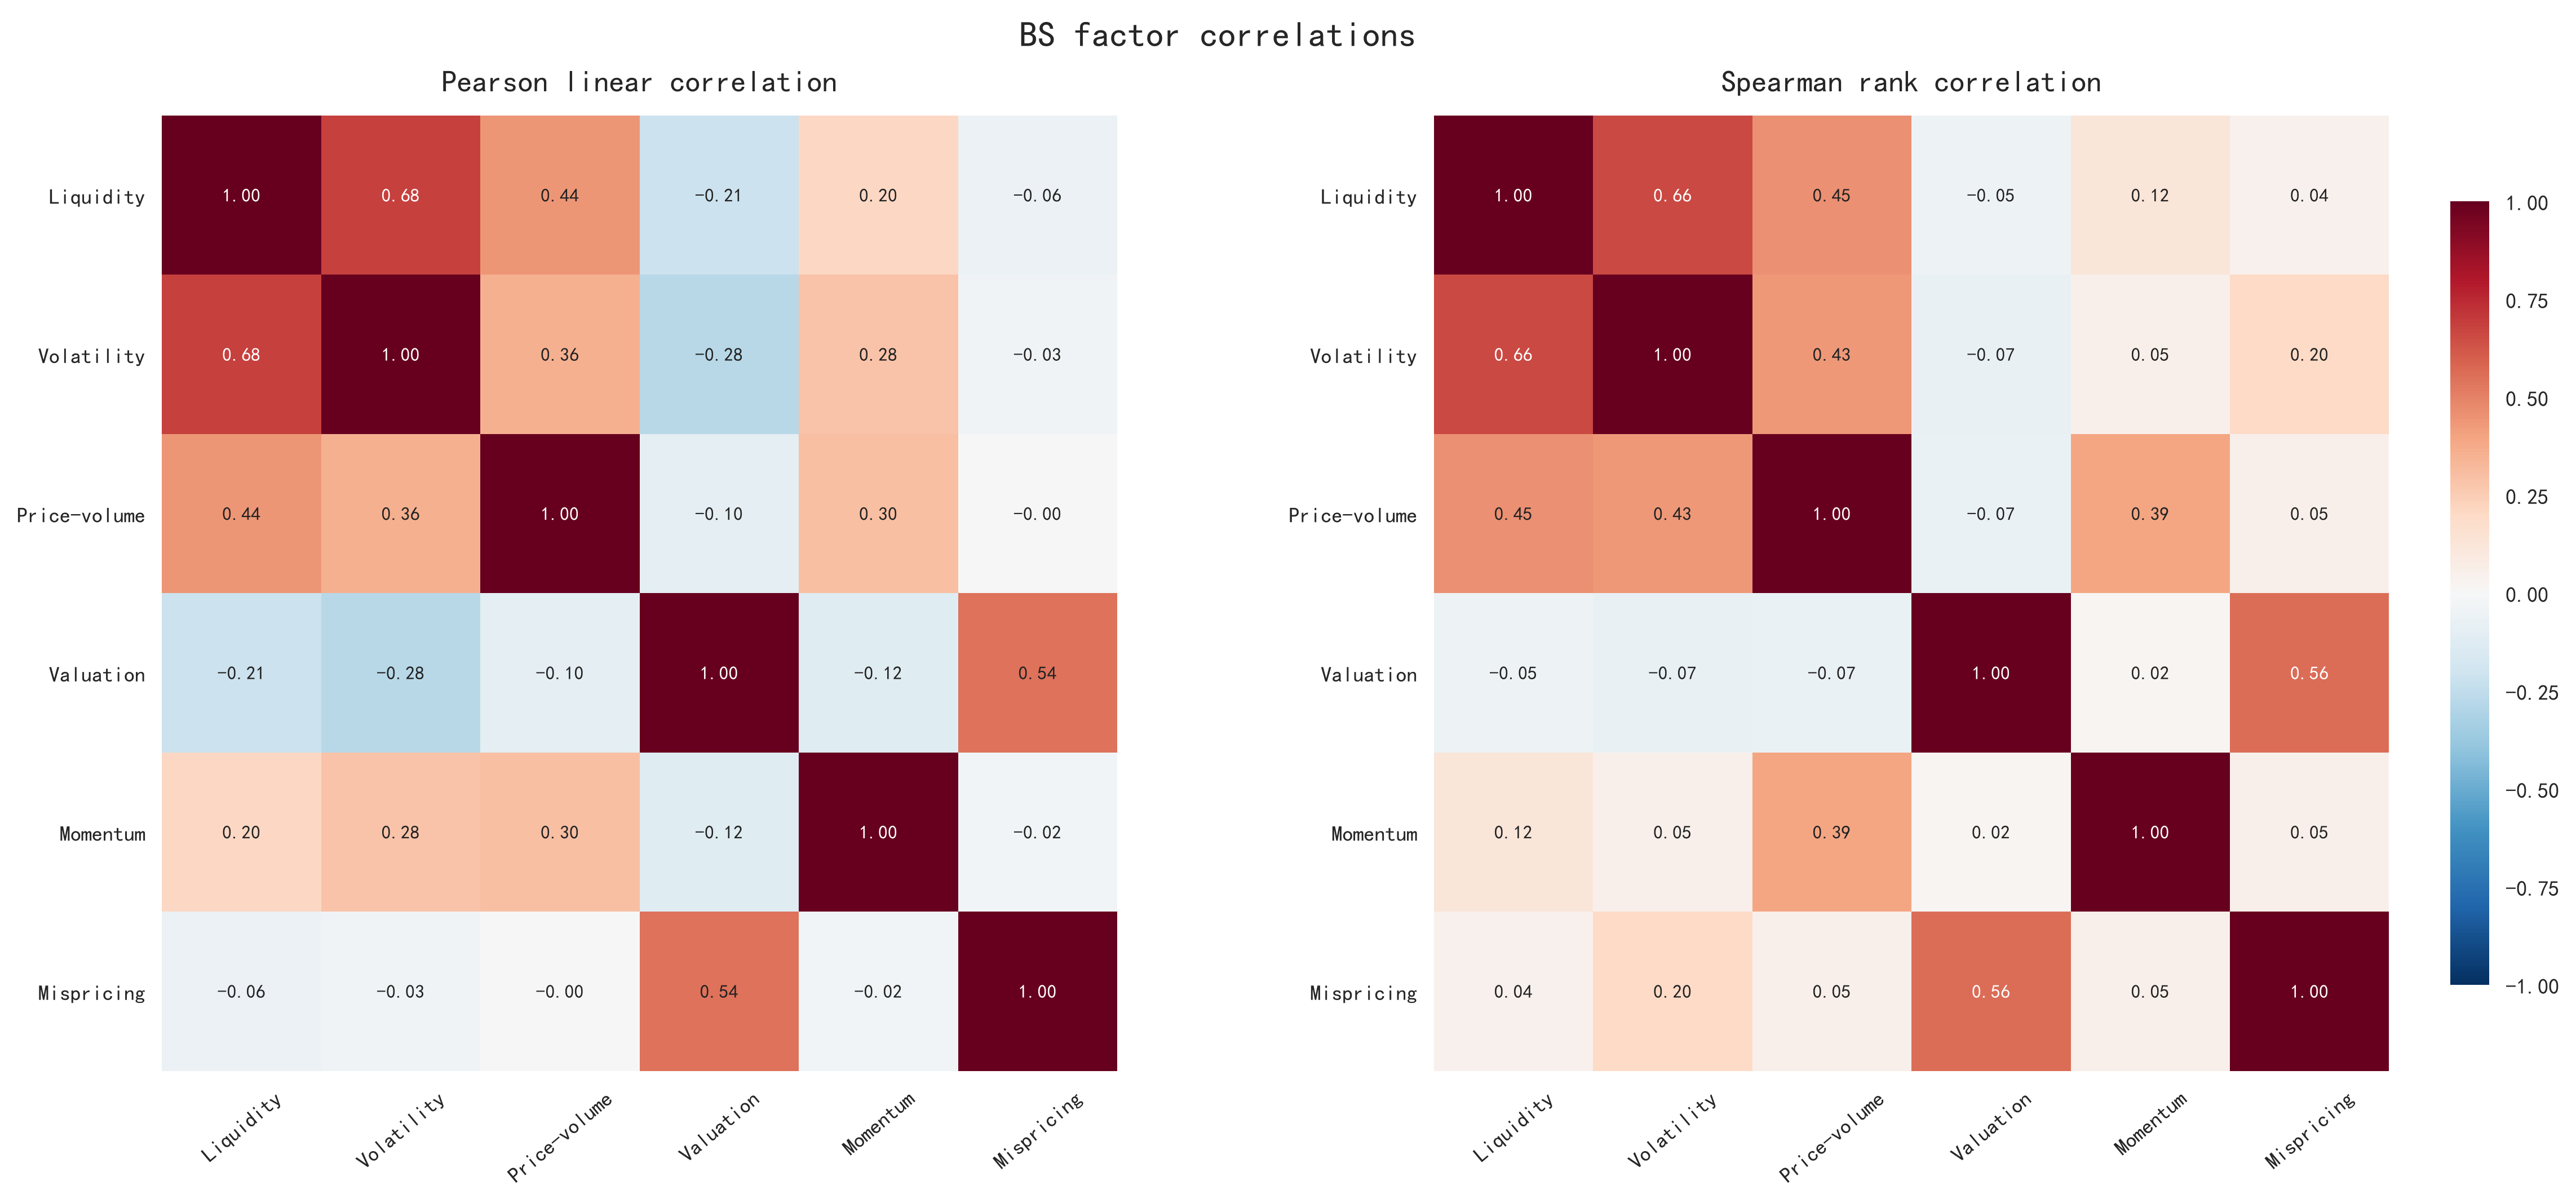 BS factor correlations
Pearson linear correlation
Liquidity 1.00 0.68 0.44 -0.21 0.20 -0.06
Volatility 0.68 1.00 0.36 -0.28 0.28 -0.03
Price-volume 0.44 0.36 1.00 -0.10 0.30 -0.00
Valuation -0.21 -0.28 -0.10 1.00 -0.12 0.54
Momentum 0.20 0.28 0.30 -0.12 1.00 -0.02
Mispricing -0.06 -0.03 -0.00 0.54 -0.02 1.00
Liquidity Volatility Price-volume Valuation Momentum Mispricing
Spearman rank correlation
Liquidity 1.00 0.66 0.45 -0.05 0.12 0.04
Volatility 0.66 1.00 0.43 -0.07 0.05 0.20
Price-volume 0.45 0.43 1.00 -0.07 0.39 0.05
Valuation -0.05 -0.07 -0.07 1.00 0.02 0.56
Momentum 0.12 0.05 0.39 0.02 1.00 0.05
Mispricing 0.04 0.20 0.05 0.56 0.05 1.00
Liquidity Volatility Price-volume Valuation Momentum Mispricing
1.00
0.75
0.50
0.25
0.00
-0.25
-0.50
-0.75
-1.00